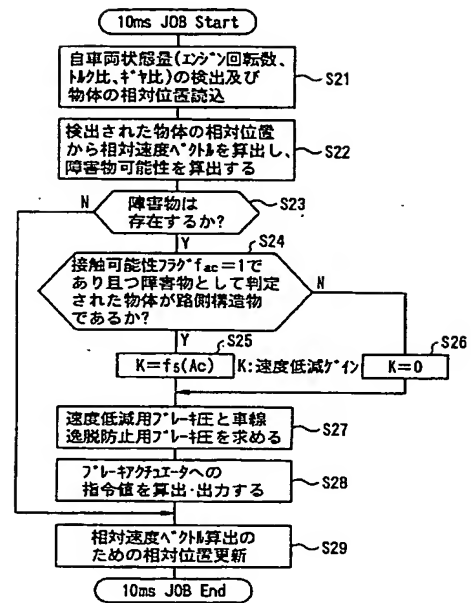 10ms JOB Start
自車両状態量(エンジン回転数、
トルク比、ギヤ比)の検出及び
物体の相対位置読込
S21
検出された物体の相対位置
から相対速度ベクトルを算出し、
障害物可能性を算出する
S22
N
障害物は
存在するか?
S23
Y
S24
接触可能性フラグfac=1で
あり且つ障害物として判定
された物体が路側構造物
であるか?
N
Y
S25
K=fs(Ac)
K:速度低減ゲイン
S26
K=0
速度低減用ブレーキ圧と車線
逸脱防止用ブレーキ圧を求める
S27
ブレーキアクチュエータへの
指令値を算出・出力する
S28
相対速度ベクトル算出の
ための相対位置更新
S29
10ms JOB End